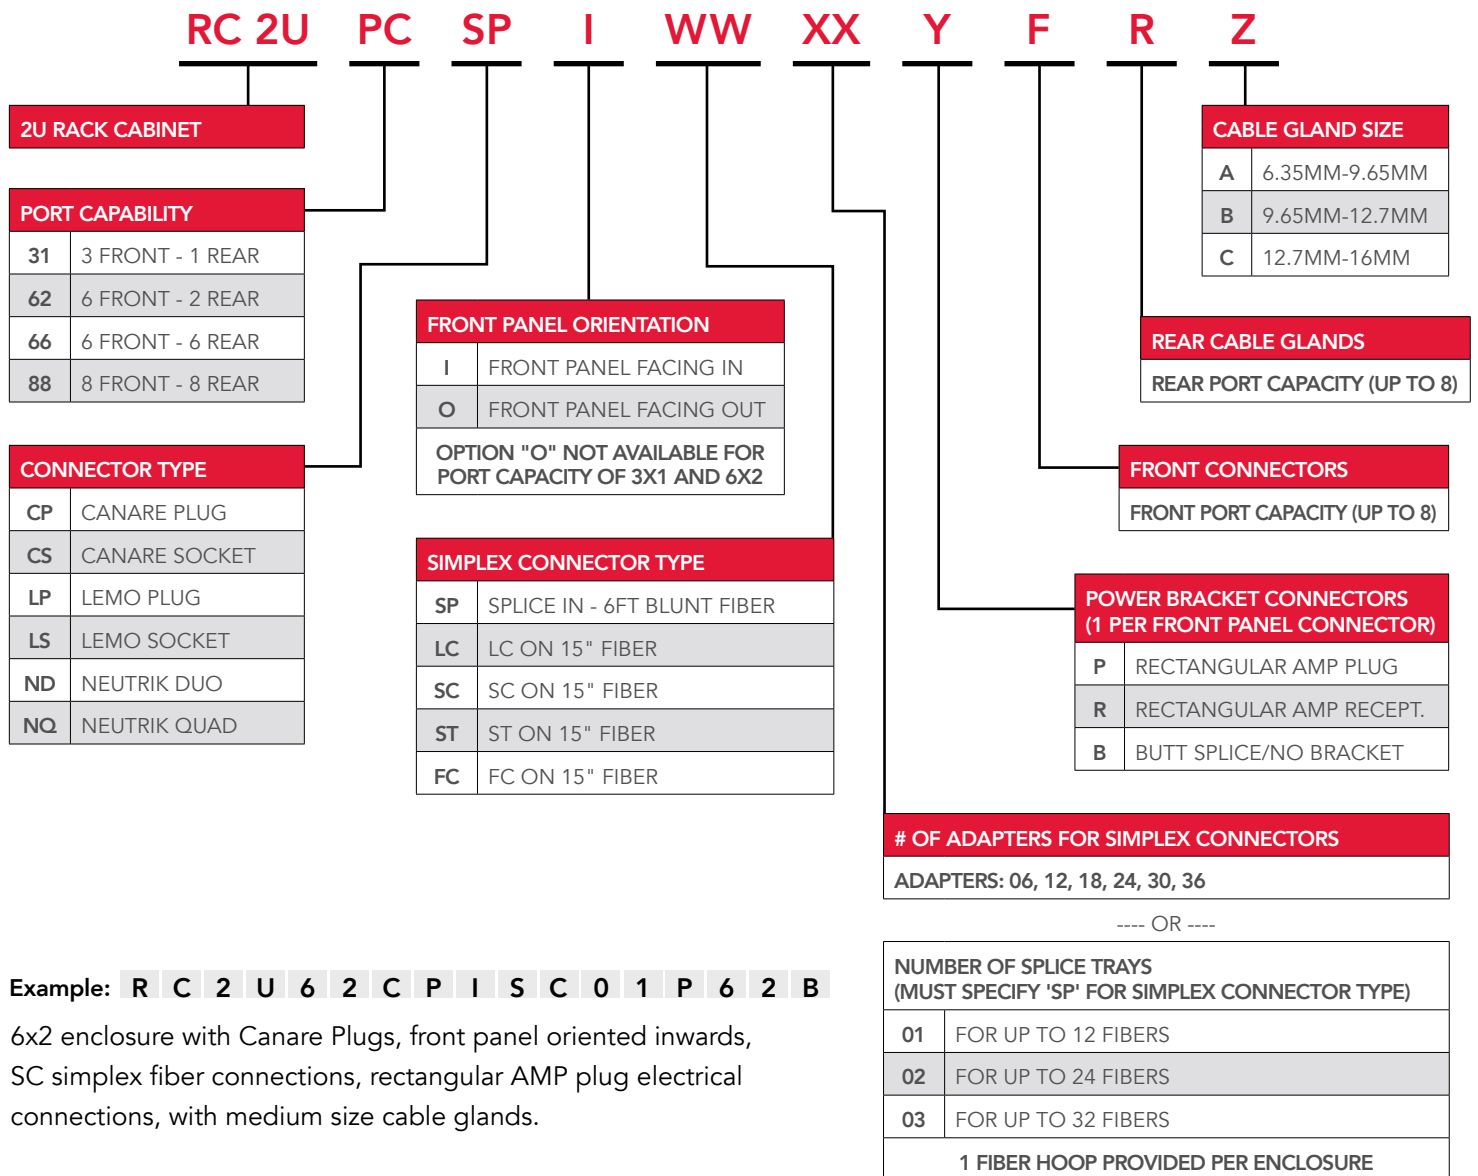 RC 2U PC SP I WW XX Y F R Z
2U RACK CABINET
PORT CAPABILITY
31 3 FRONT - 1 REAR
62 6 FRONT - 2 REAR
66 6 FRONT - 6 REAR
88 8 FRONT - 8 REAR
CONNECTOR TYPE
CP CANARE PLUG
CS CANARE SOCKET
LP LEMO PLUG
LS LEMO SOCKET
ND NEUTRIK DUO
NQ NEUTRIK QUAD
FRONT PANEL ORIENTATION
I FRONT PANEL FACING IN
O FRONT PANEL FACING OUT
OPTION "O" NOT AVAILABLE FOR
PORT CAPACITY OF 3X1 AND 6X2
SIMPLEX CONNECTOR TYPE
SP SPLICE IN - 6FT BLUNT FIBER
LC LC ON 15" FIBER
SC SC ON 15" FIBER
ST ST ON 15" FIBER
FC FC ON 15" FIBER
CABLE GLAND SIZE
A 6.35MM-9.65MM
B 9.65MM-12.7MM
C 12.7MM-16MM
REAR CABLE GLANDS
REAR PORT CAPACITY (UP TO 8)
FRONT CONNECTORS
FRONT PORT CAPACITY (UP TO 8)
POWER BRACKET CONNECTORS
(1 PER FRONT PANEL CONNECTOR)
P RECTANGULAR AMP PLUG
R RECTANGULAR AMP RECEPT.
B BUTT SPLICE/NO BRACKET
# OF ADAPTERS FOR SIMPLEX CONNECTORS
ADAPTERS: 06, 12, 18, 24, 30, 36
---- OR ----
NUMBER OF SPLICE TRAYS
(MUST SPECIFY 'SP' FOR SIMPLEX CONNECTOR TYPE)
01 FOR UP TO 12 FIBERS
02 FOR UP TO 24 FIBERS
03 FOR UP TO 32 FIBERS
1 FIBER HOOP PROVIDED PER ENCLOSURE
Example: R C 2 U 6 2 C P I S C 0 1 P 6 2 B
6x2 enclosure with Canare Plugs, front panel oriented inwards,
SC simplex fiber connections, rectangular AMP plug electrical
connections, with medium size cable glands.